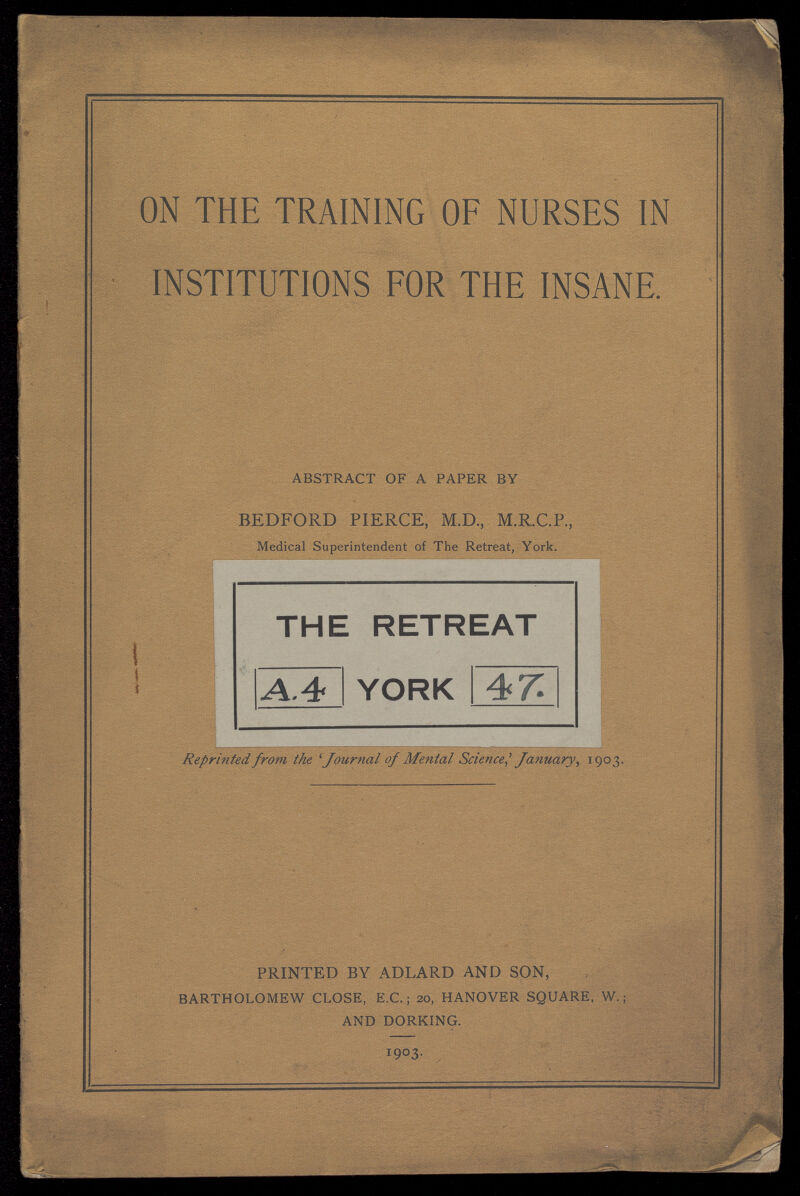 ON THE TRAINING OF NURSES IN
INSTITUTIONS FOR THE INSANE.
ABSTRACT OF A PAPER BY
BEDFORD PIERCE, M.D., M.R.C.P.,
Medical Superintendent of The Retreat, York.
THE RETREAT
A.4 YORK 47.
Reprinted from the 'Journal of Mental Science,' January, 1903.
PRINTED BY ADLARD AND SON,
BARTHOLOMEW CLOSE, E.C.; 20, HANOVER SQUARE, W.;
AND DORKING.
1903.